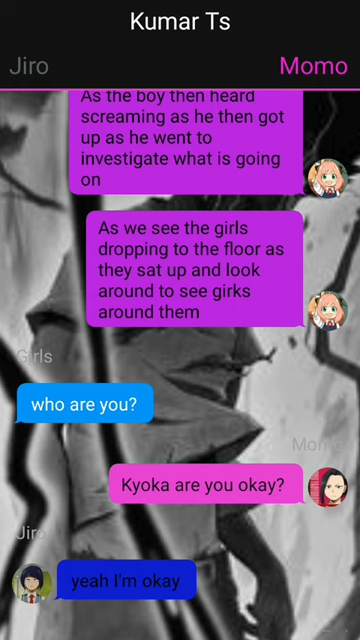 Kumar Ts
Jiro
Momo
As the boy then heard
screaming as he then got
up as he went to
investigate what is going
on
As we see the girls
dropping to the floor as
they sat up and look
around to see girks
around them
Girls
who are you?
Momo
Kyoka are you okay?
Jiro
yeah I'm okay